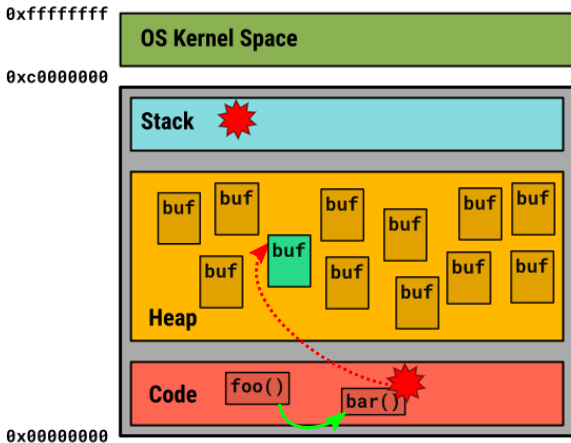 0xffffffff
OS Kernel Space
0xc0000000
Stack
buf
buf
buf
buf
buf
buf
buf
buf
buf
buf
buf
buf
Heap
Code
foo()
bar()
0x00000000